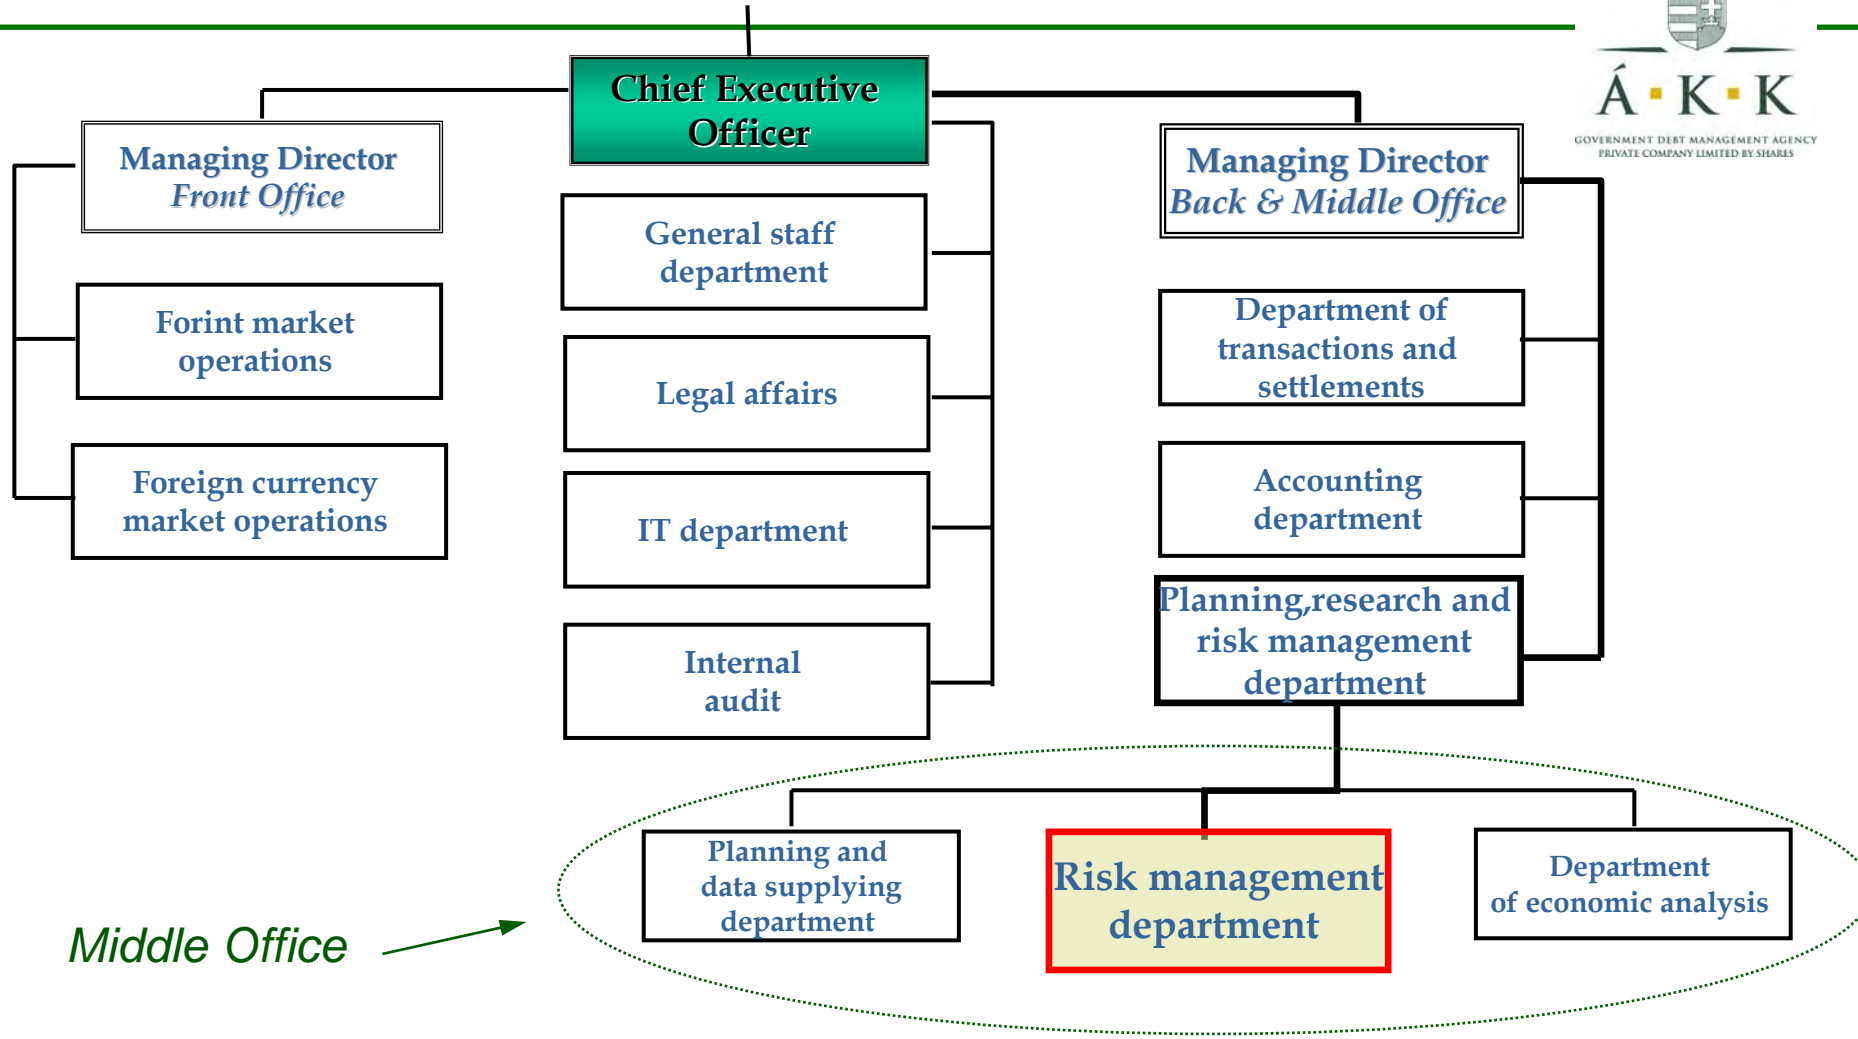 Á·K·K
GOVERNMENT DEBT MANAGEMENT AGENCY
PRIVATE COMPANY LIMITED BY SHARES
Chief Executive
Officer
Managing Director
Front Office
Forint market
operations
Foreign currency
market operations
General staff
department
Legal affairs
IT department
Internal
audit
Managing Director
Back & Middle Office
Department of
transactions and
settlements
Accounting
department
Planning,research and
risk management
department
Middle Office
Planning and
data supplying
department
Risk management
department
Department
of economic analysis